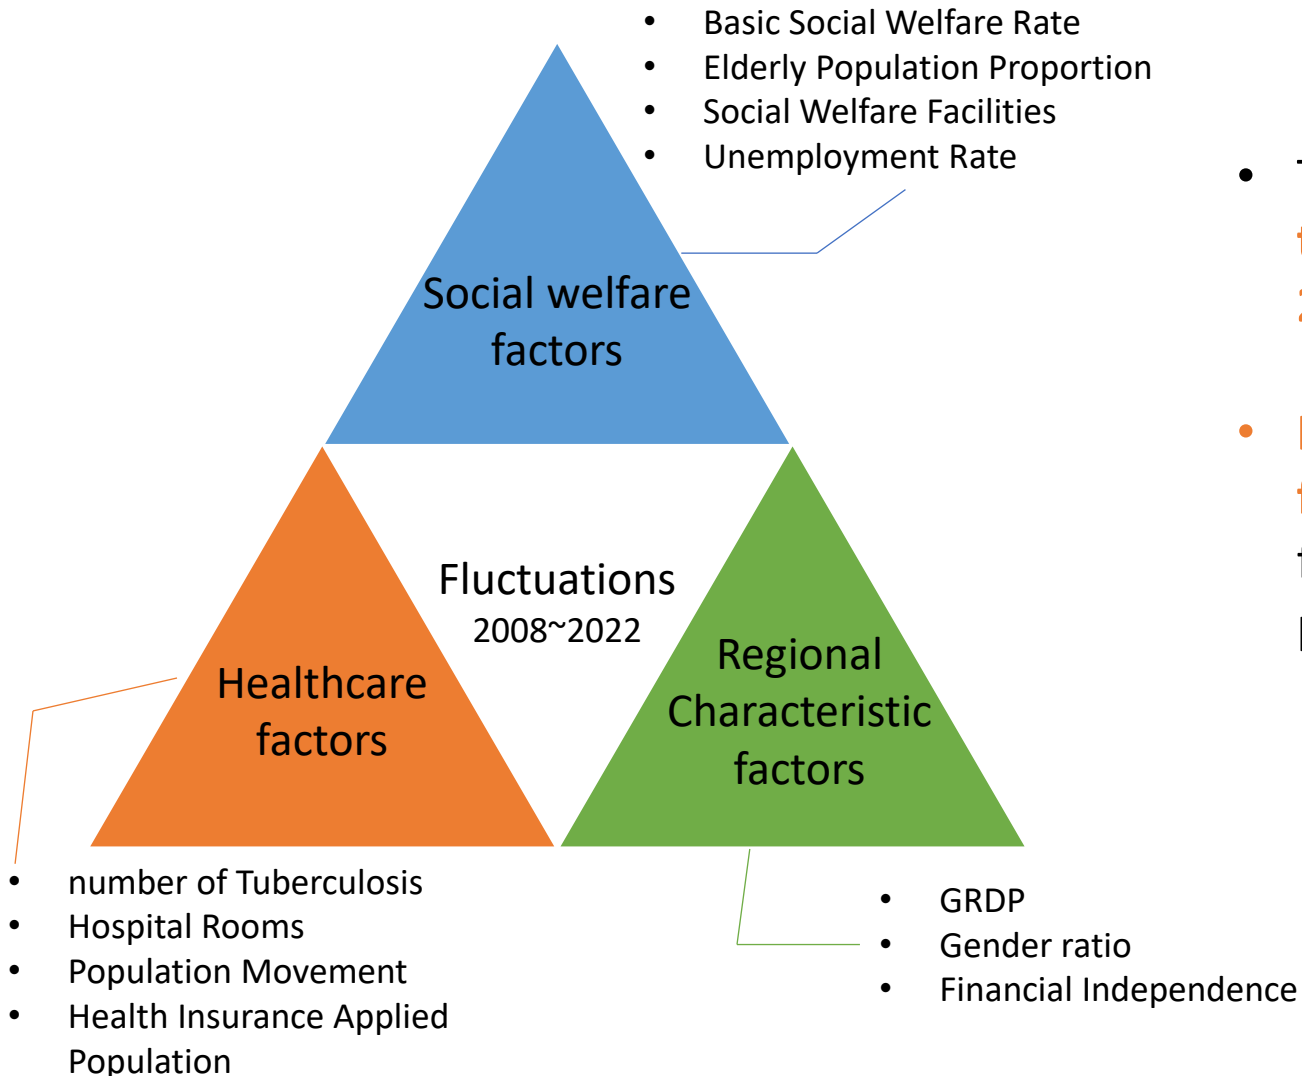 • Basic Social Welfare Rate
• Elderly Population Proportion
• Social Welfare Facilities
• Unemployment Rate
Social welfare
factors
Fluctuations
2008~2022
Healthcare
factors
Regional
Characteristic
factors
• number of Tuberculosis
• Hospital Rooms
• Population Movement
• Health Insurance Applied
Population
• GRDP
• Gender ratio
• Financial Independence